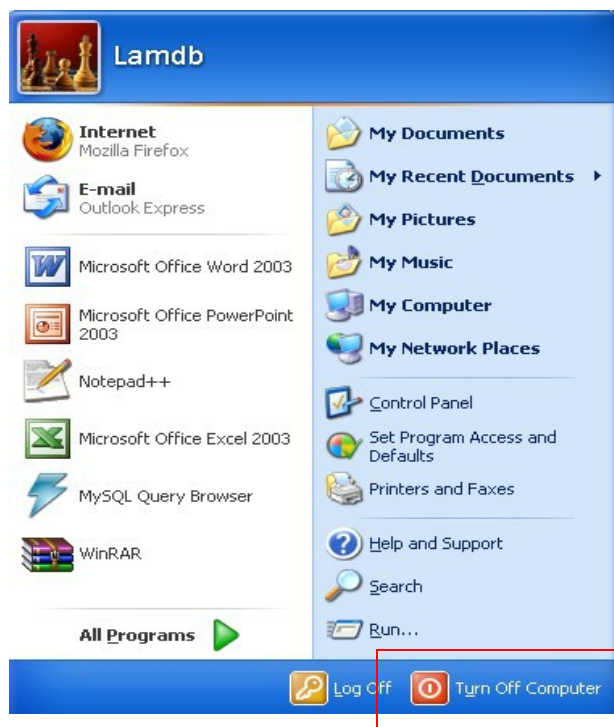 Lamdb
Internet
Mozilla Firefox
E-mail
Outlook Express
Microsoft Office Word 2003
Microsoft Office PowerPoint
2003
Notepad++
Microsoft Office Excel 2003
MySQL Query Browser
WinRAR
All Programs
My Documents
My Recent Documents
My Pictures
My Music
My Computer
My Network Places
Control Panel
Set Program Access and
Defaults
Printers and Faxes
Help and Support
Search
Run...
Log Off
Turn Off Computer